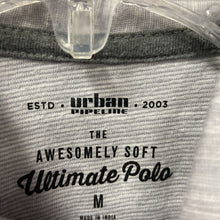 ESTD • urban • 2003
PIPELINE
THE
AWESOMELY SOFT
Ultimate Polo
M
MADE IN INDIA